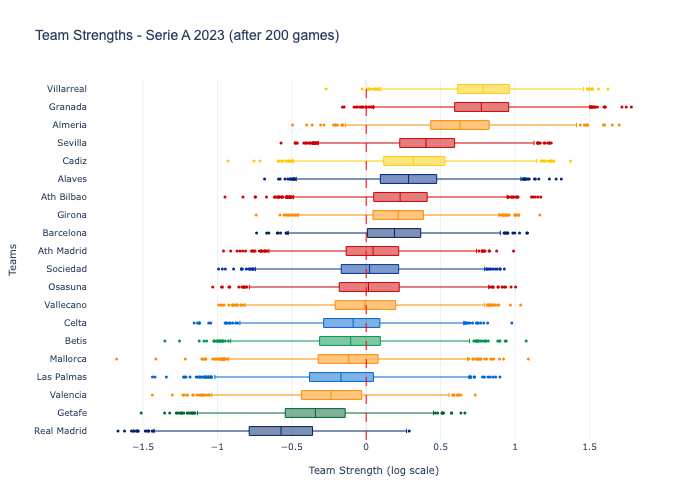 Team Strengths - Serie A 2023 (after 200 games)
Villarreal
Granada
Almeria
Sevilla
Cadiz
Alaves
Ath Bilbao
Girona
Barcelona
Ath Madrid
Sociedad
Osasuna
Vallecano
Celta
Betis
Mallorca
Las Palmas
Valencia
Getafe
Real Madrid
Teams
−1.5 −1 −0.5 0 0.5 1 1.5
Team Strength (log scale)